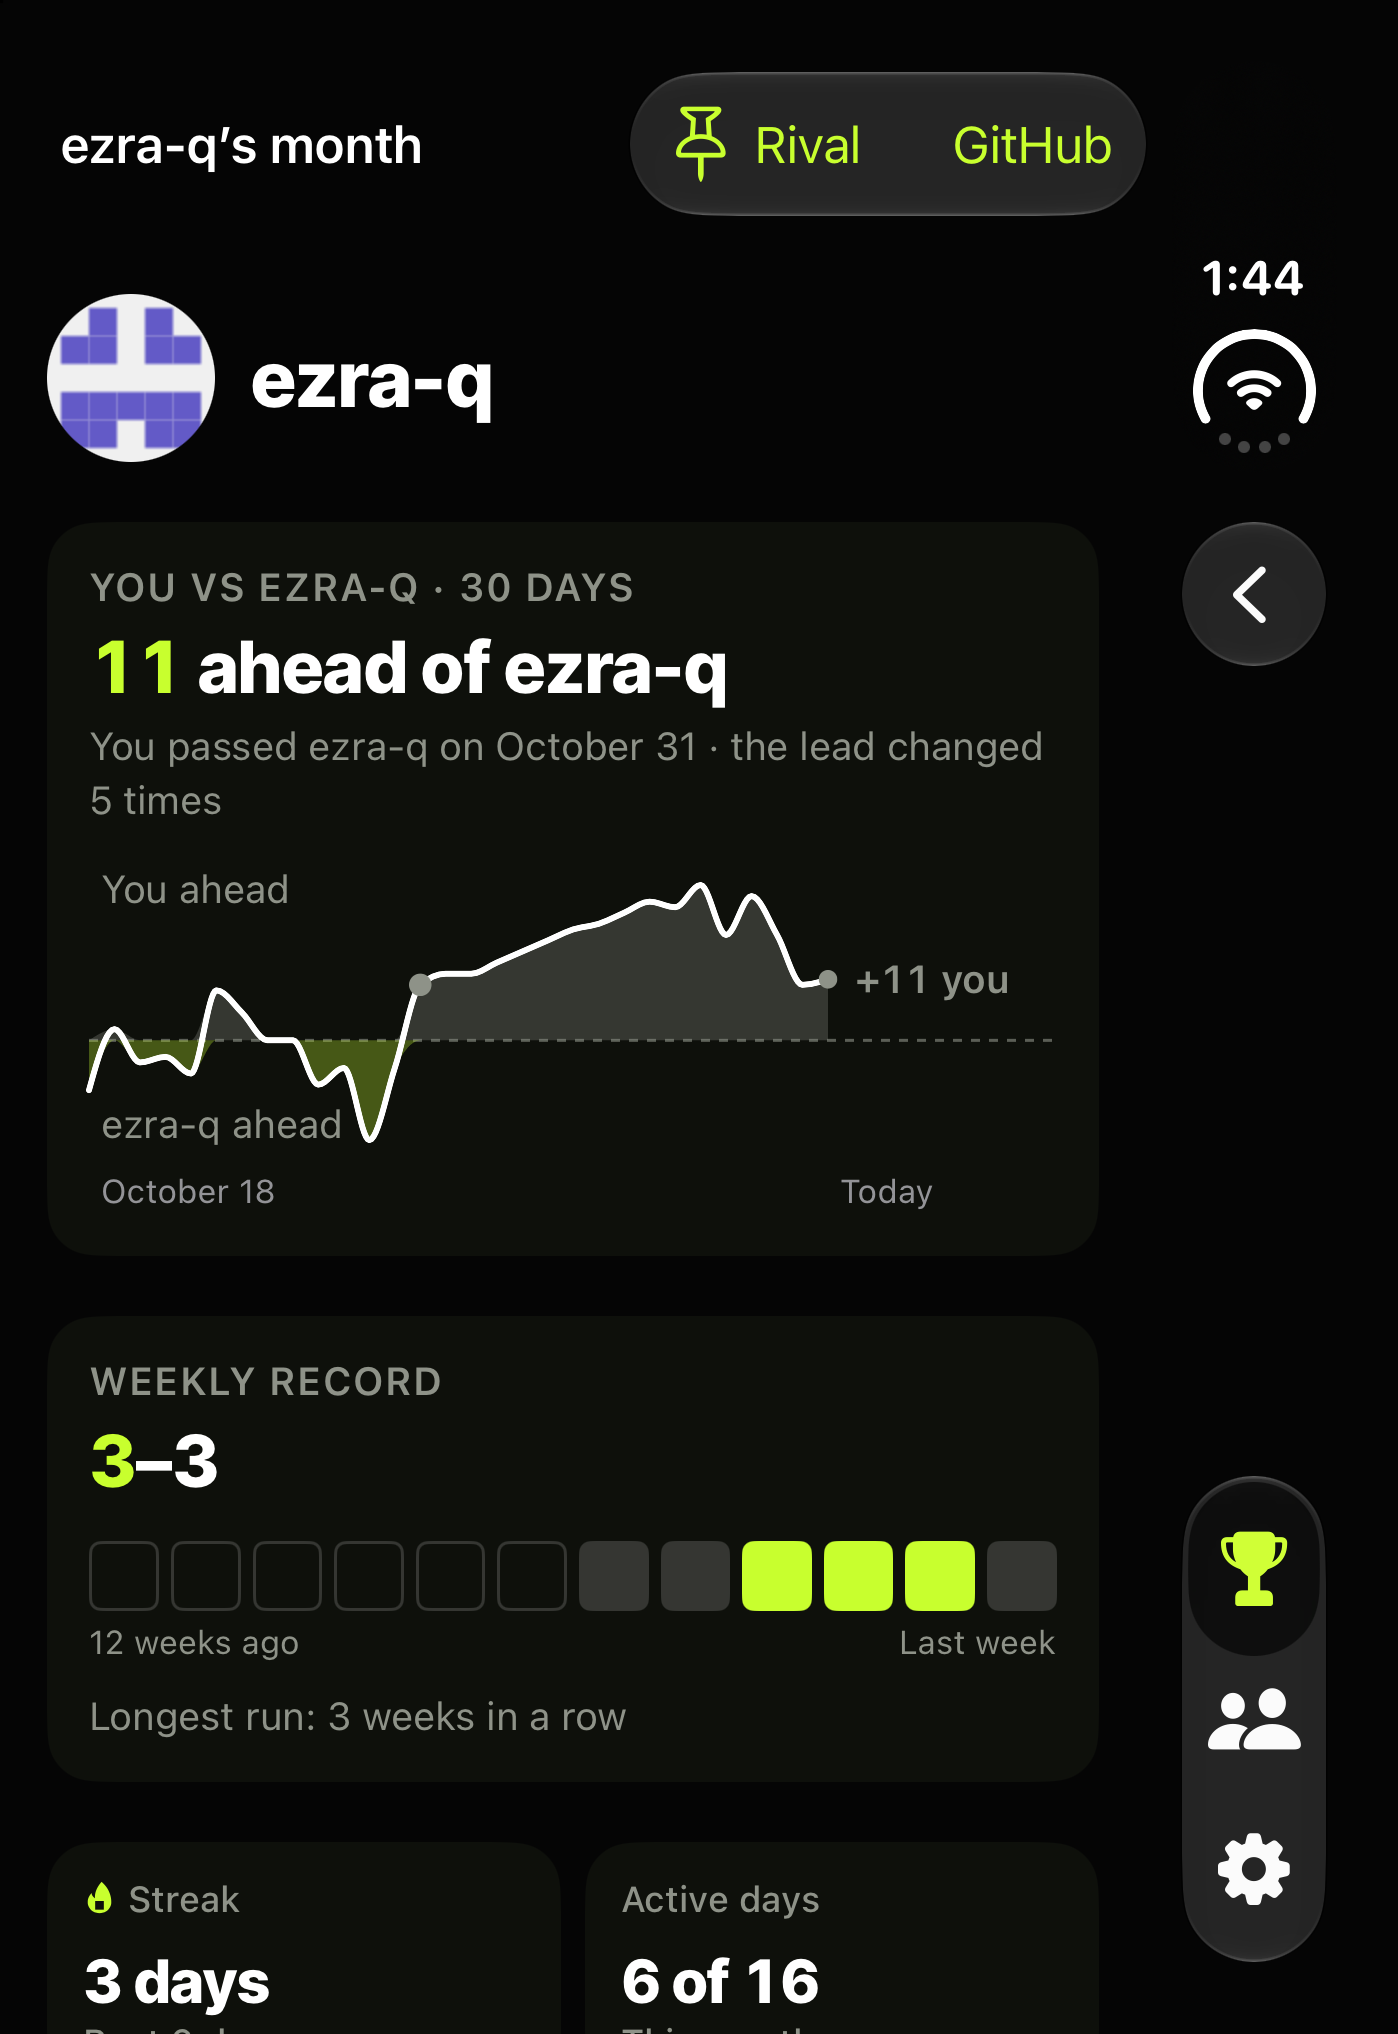 ezra-q’s month
Rival
GitHub
1:44
ezra-q
YOU VS EZRA-Q · 30 DAYS
11 ahead of ezra-q
You passed ezra-q on October 31 · the lead changed
5 times
You ahead
+11 you
ezra-q ahead
October 18
Today
WEEKLY RECORD
3–3
12 weeks ago
Last week
Longest run: 3 weeks in a row
Streak
Active days
3 days
6 of 16